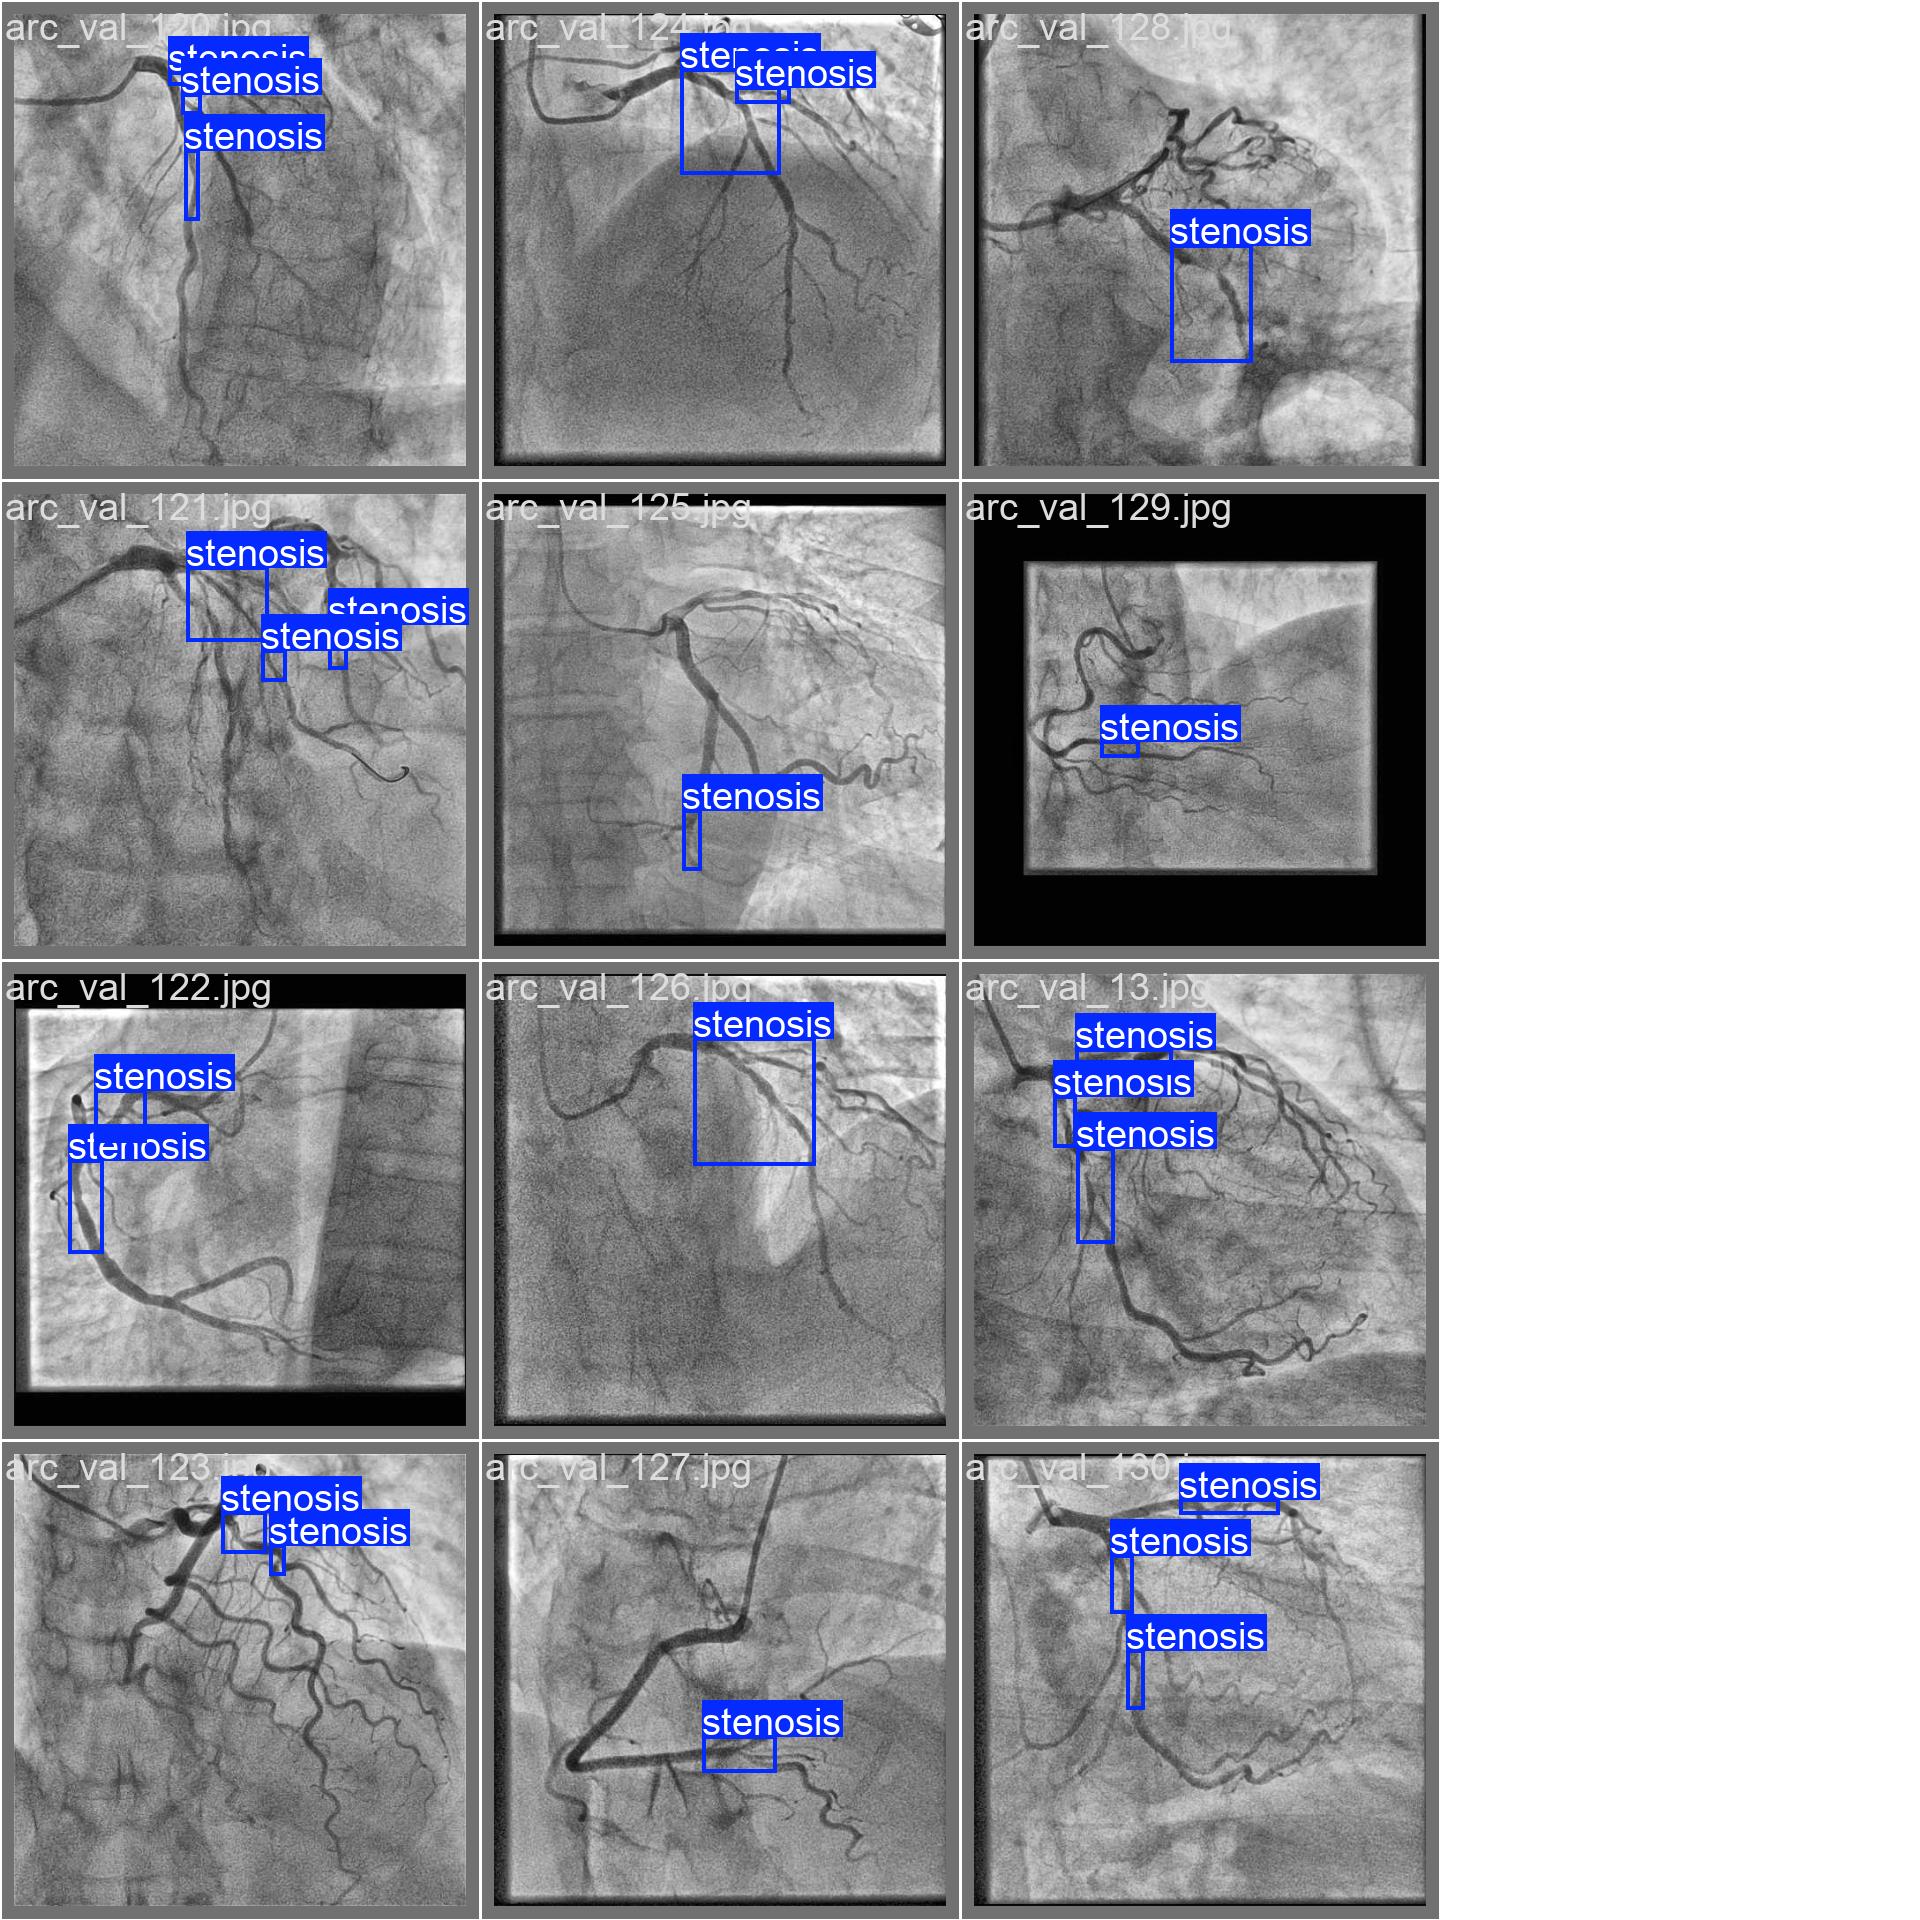 arc_val_120.jpg
stenosis
stenosis
stenosis
arc_val_124.jpg
stenosis
stenosis
arc_val_128.jpg
stenosis
arc_val_121.jpg
stenosis
stenosis
stenosis
arc_val_125.jpg
stenosis
arc_val_129.jpg
stenosis
arc_val_122.jpg
stenosis
stenosis
arc_val_126.jpg
stenosis
arc_val_13.jpg
stenosis
stenosis
stenosis
arc_val_123.jpg
stenosis
stenosis
arc_val_127.jpg
stenosis
arc_val_130.
stenosis
stenosis
stenosis